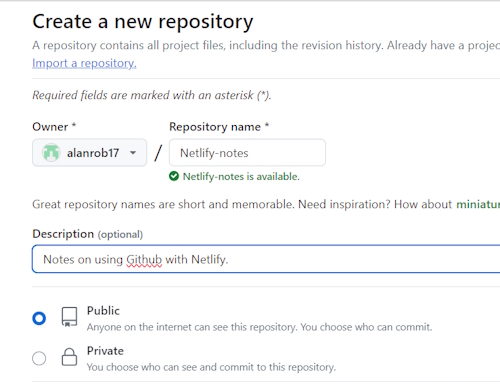 Create a new repository
A repository contains all project files, including the revision history. Already have a projec
Import a repository.
Required fields are marked with an asterisk (*).
Owner * Repository name *
alanrob17 / Netlify-notes
Netlify-notes is available.
Great repository names are short and memorable. Need inspiration? How about miniatur
Description (optional)
Notes on using Github with Netlify.
Public
Anyone on the internet can see this repository. You choose who can commit.
Private
You choose who can see and commit to this repository.